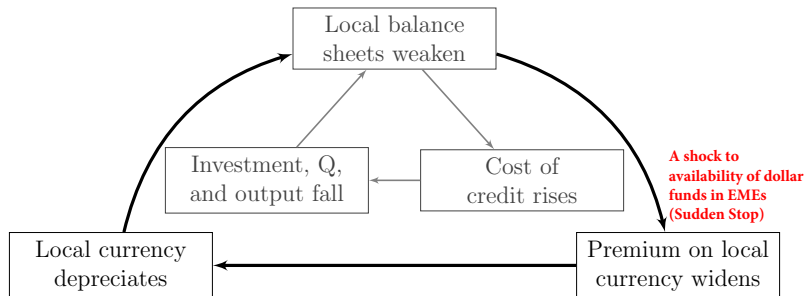 Local balance
sheets weaken
Investment, Q,
and output fall
Cost of
credit rises
A shock to
availability of dollar
funds in EMEs
(Sudden Stop)
Local currency
depreciates
Premium on local
currency widens